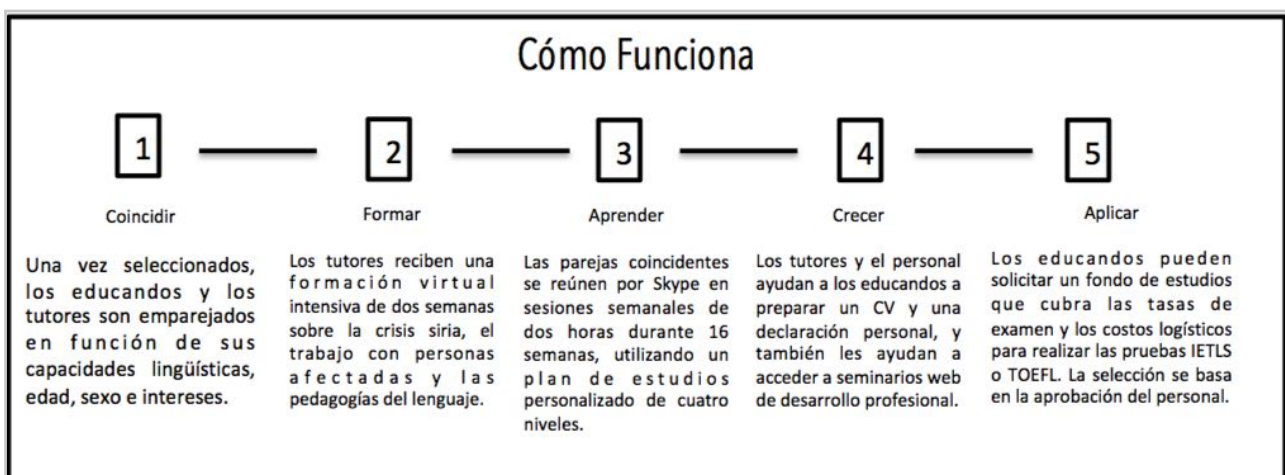 Cómo Funciona
1
2
3
4
5
Coincidir
Formar
Aprender
Crecer
Aplicar
Una vez seleccionados,
los educandos y los
tutores son emparejados
en función de sus
capacidades lingüísticas,
edad, sexo e intereses.
Los tutores reciben una
formación virtual
intensiva de dos semanas
sobre la crisis siria, el
trabajo con personas
afectadas y las
pedagogías del lenguaje.
Las parejas coincidentes
se reúnen por Skype en
sesiones semanales de
dos horas durante 16
semanas, utilizando un
plan de estudios
personalizado de cuatro
niveles.
Los tutores y el personal
ayudan a los educandos a
preparar un CV y una
declaración personal, y
también les ayudan a
acceder a seminarios web
de desarrollo profesional.
Los educandos pueden
solicitar un fondo de estudios
que cubra las tasas de
examen y los costos logísticos
para realizar las pruebas IETLS
o TOEFL. La selección se basa
en la aprobación del personal.